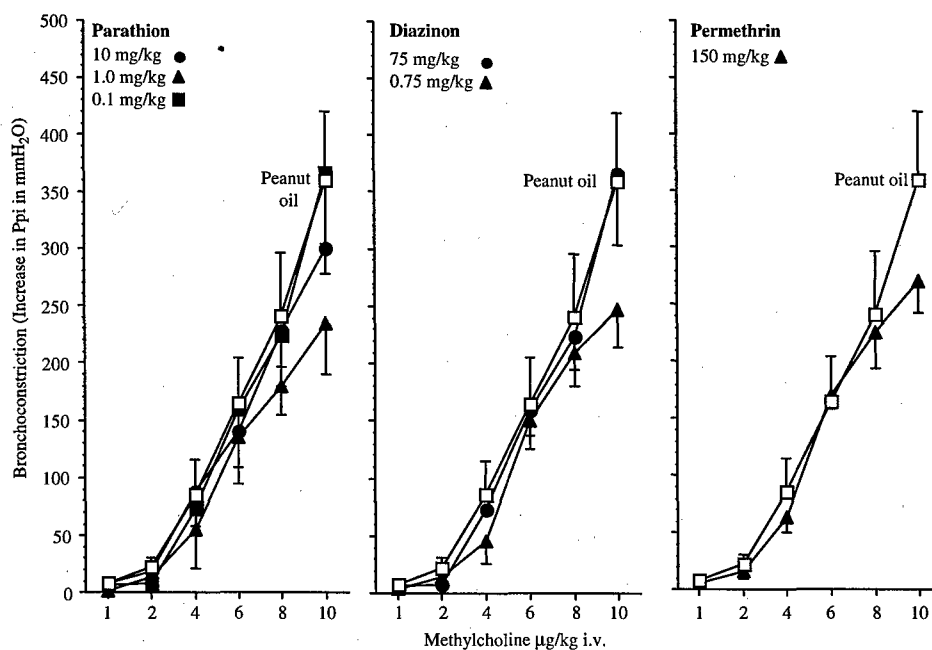 500
450
400
350
300
250
200
150
100
50
0
Bronchoconstriction (Increase in Ppi in mmH₂O)
Parathion
10 mg/kg
1.0 mg/kg
0.1 mg/kg
Peanut
oil
1 2 4 6 8 10
Diazinon
75 mg/kg
0.75 mg/kg
Peanut oil
1 2 4 6 8 10
Permethrin
150 mg/kg
Peanut oil
1 2 4 6 8 10
Methylcholine µg/kg i.v.